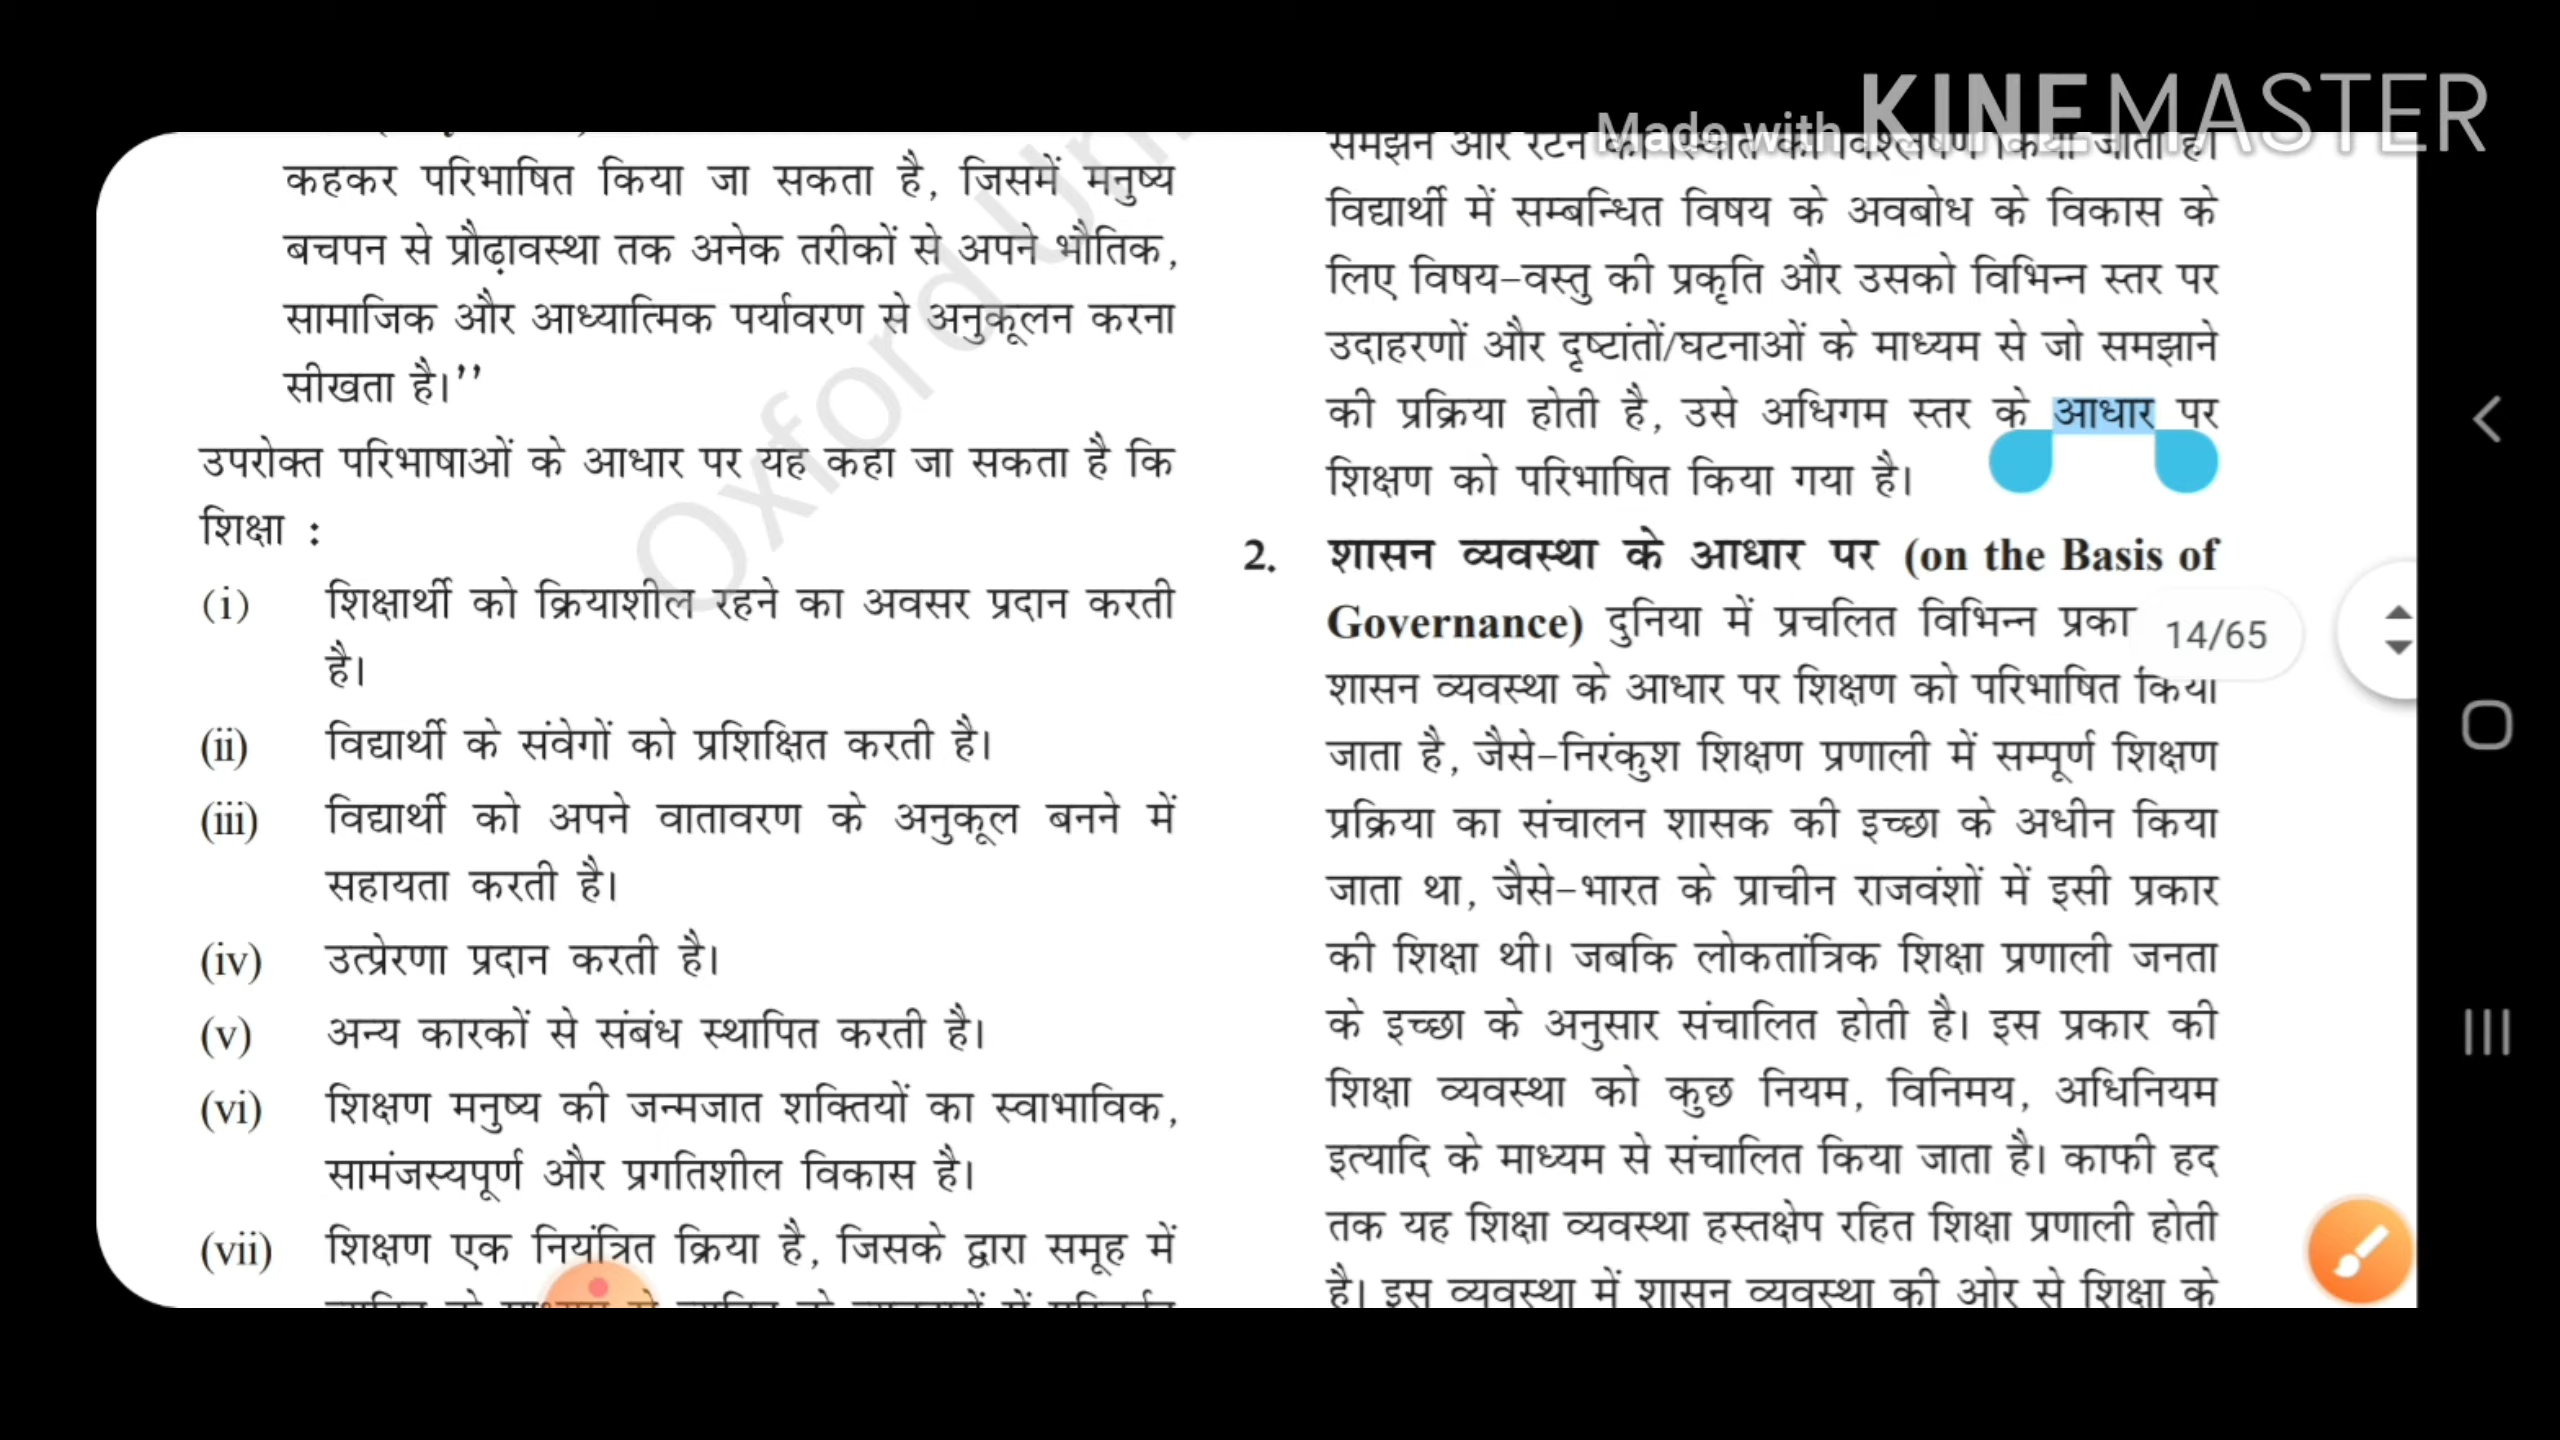 Made with KINEMASTER
कहकर परिभाषित किया जा सकता है, जिसमें मनुष्य
बचपन से प्रौढ़ावस्था तक अनेक तरीकों से अपने भौतिक,
सामाजिक और आध्यात्मिक पर्यावरण से अनुकूलन करना
सीखता है।’’
उपरोक्त परिभाषाओं के आधार पर यह कहा जा सकता है कि
शिक्षा :
(i) शिक्षार्थी को क्रियाशील रहने का अवसर प्रदान करती
है।
(ii) विद्यार्थी के संवेगों को प्रशिक्षित करती है।
(iii) विद्यार्थी को अपने वातावरण के अनुकूल बनने में
सहायता करती है।
(iv) उत्प्रेरणा प्रदान करती है।
(v) अन्य कारकों से संबंध स्थापित करती है।
(vi) शिक्षण मनुष्य की जन्मजात शक्तियों का स्वाभाविक,
सामंजस्यपूर्ण और प्रगतिशील विकास है।
(vii) शिक्षण एक नियंत्रित क्रिया है, जिसके द्वारा समूह में
Oxford
समझने और रटने की स्थिति का विश्लेषण किया जाता है।
विद्यार्थी में सम्बन्धित विषय के अवबोध के विकास के
लिए विषय-वस्तु की प्रकृति और उसको विभिन्न स्तर पर
उदाहरणों और दृष्टांतों/घटनाओं के माध्यम से जो समझाने
की प्रक्रिया होती है, उसे अधिगम स्तर के आधार पर
शिक्षण को परिभाषित किया गया है।
2. शासन व्यवस्था के आधार पर (on the Basis of
Governance) दुनिया में प्रचलित विभिन्न
14/65
शासन व्यवस्था के आधार पर शिक्षण को परिभाषित किया
जाता है, जैसे-निरंकुश शिक्षण प्रणाली में सम्पूर्ण शिक्षण
प्रक्रिया का संचालन शासक की इच्छा के अधीन किया
जाता था, जैसे-भारत के प्राचीन राजवंशों में इसी प्रकार
की शिक्षा थी। जबकि लोकतांत्रिक शिक्षा प्रणाली जनता
के इच्छा के अनुसार संचालित होती है। इस प्रकार की
शिक्षा व्यवस्था को कुछ नियम, विनिमय, अधिनियम
इत्यादि के माध्यम से संचालित किया जाता है। काफी हद
तक यह शिक्षा व्यवस्था हस्तक्षेप रहित शिक्षा प्रणाली होती
है। इस व्यवस्था में शासन व्यवस्था की ओर से शिक्षा के